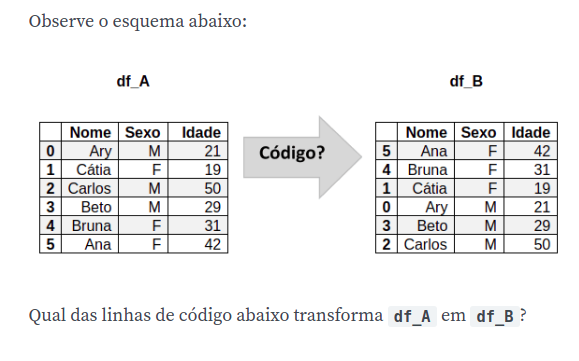 Observe o esquema abaixo:
df_A df_B
Nome Sexo Idade Nome Sexo Idade
0 Ary M 21 Código? 5 Ana F 42
1 Cátia F 19 4 Bruna F 31
2 Carlos M 50 1 Cátia F 19
3 Beto M 29 0 Ary M 21
4 Bruna F 31 3 Beto M 29
5 Ana F 42 2 Carlos M 50
Qual das linhas de código abaixo transforma df_A em df_B ?